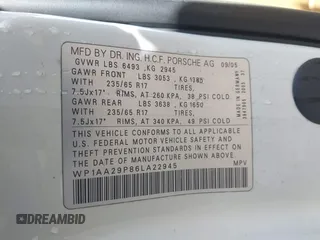 MFD BY DR. ING. H.C.F. PORSCHE AG 09/05
GVWR LBS 6493 ,KG 2945
GAWR FRONT LBS 3053 ,KG
WITH 235/65 R17 TIRES,
7.5Jx17" RIMS, AT 260 KPA, 38 PSI COLD
GAWR REAR LBS 3638 ,KG 1650
WITH 235/65 R17 TIRES,
7.5Jx17" RIMS, AT 340 KPA, 49 PSI COLD
THIS VEHICLE CONFORMS TO ALL APPLICABLE
U.S. FEDERAL MOTOR VEHICLE SAFETY AND
THEFT PREVENTION STANDARDS IN EFFECT ON
THE DATE OF MANUFACTURE SHOWN ABOVE
WP1AA29P86LA22945 MPV
GERMANY
DREAMBID